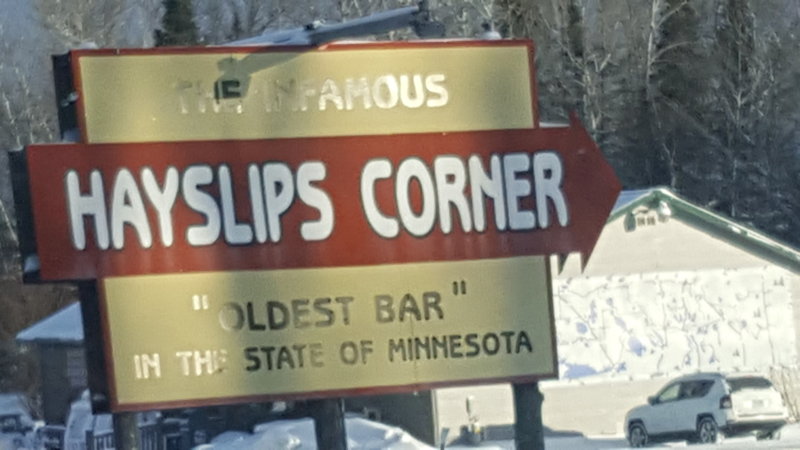 THE INFAMOUS
HAYSLIPS CORNER
"OLDEST BAR"
IN THE STATE OF MINNESOTA